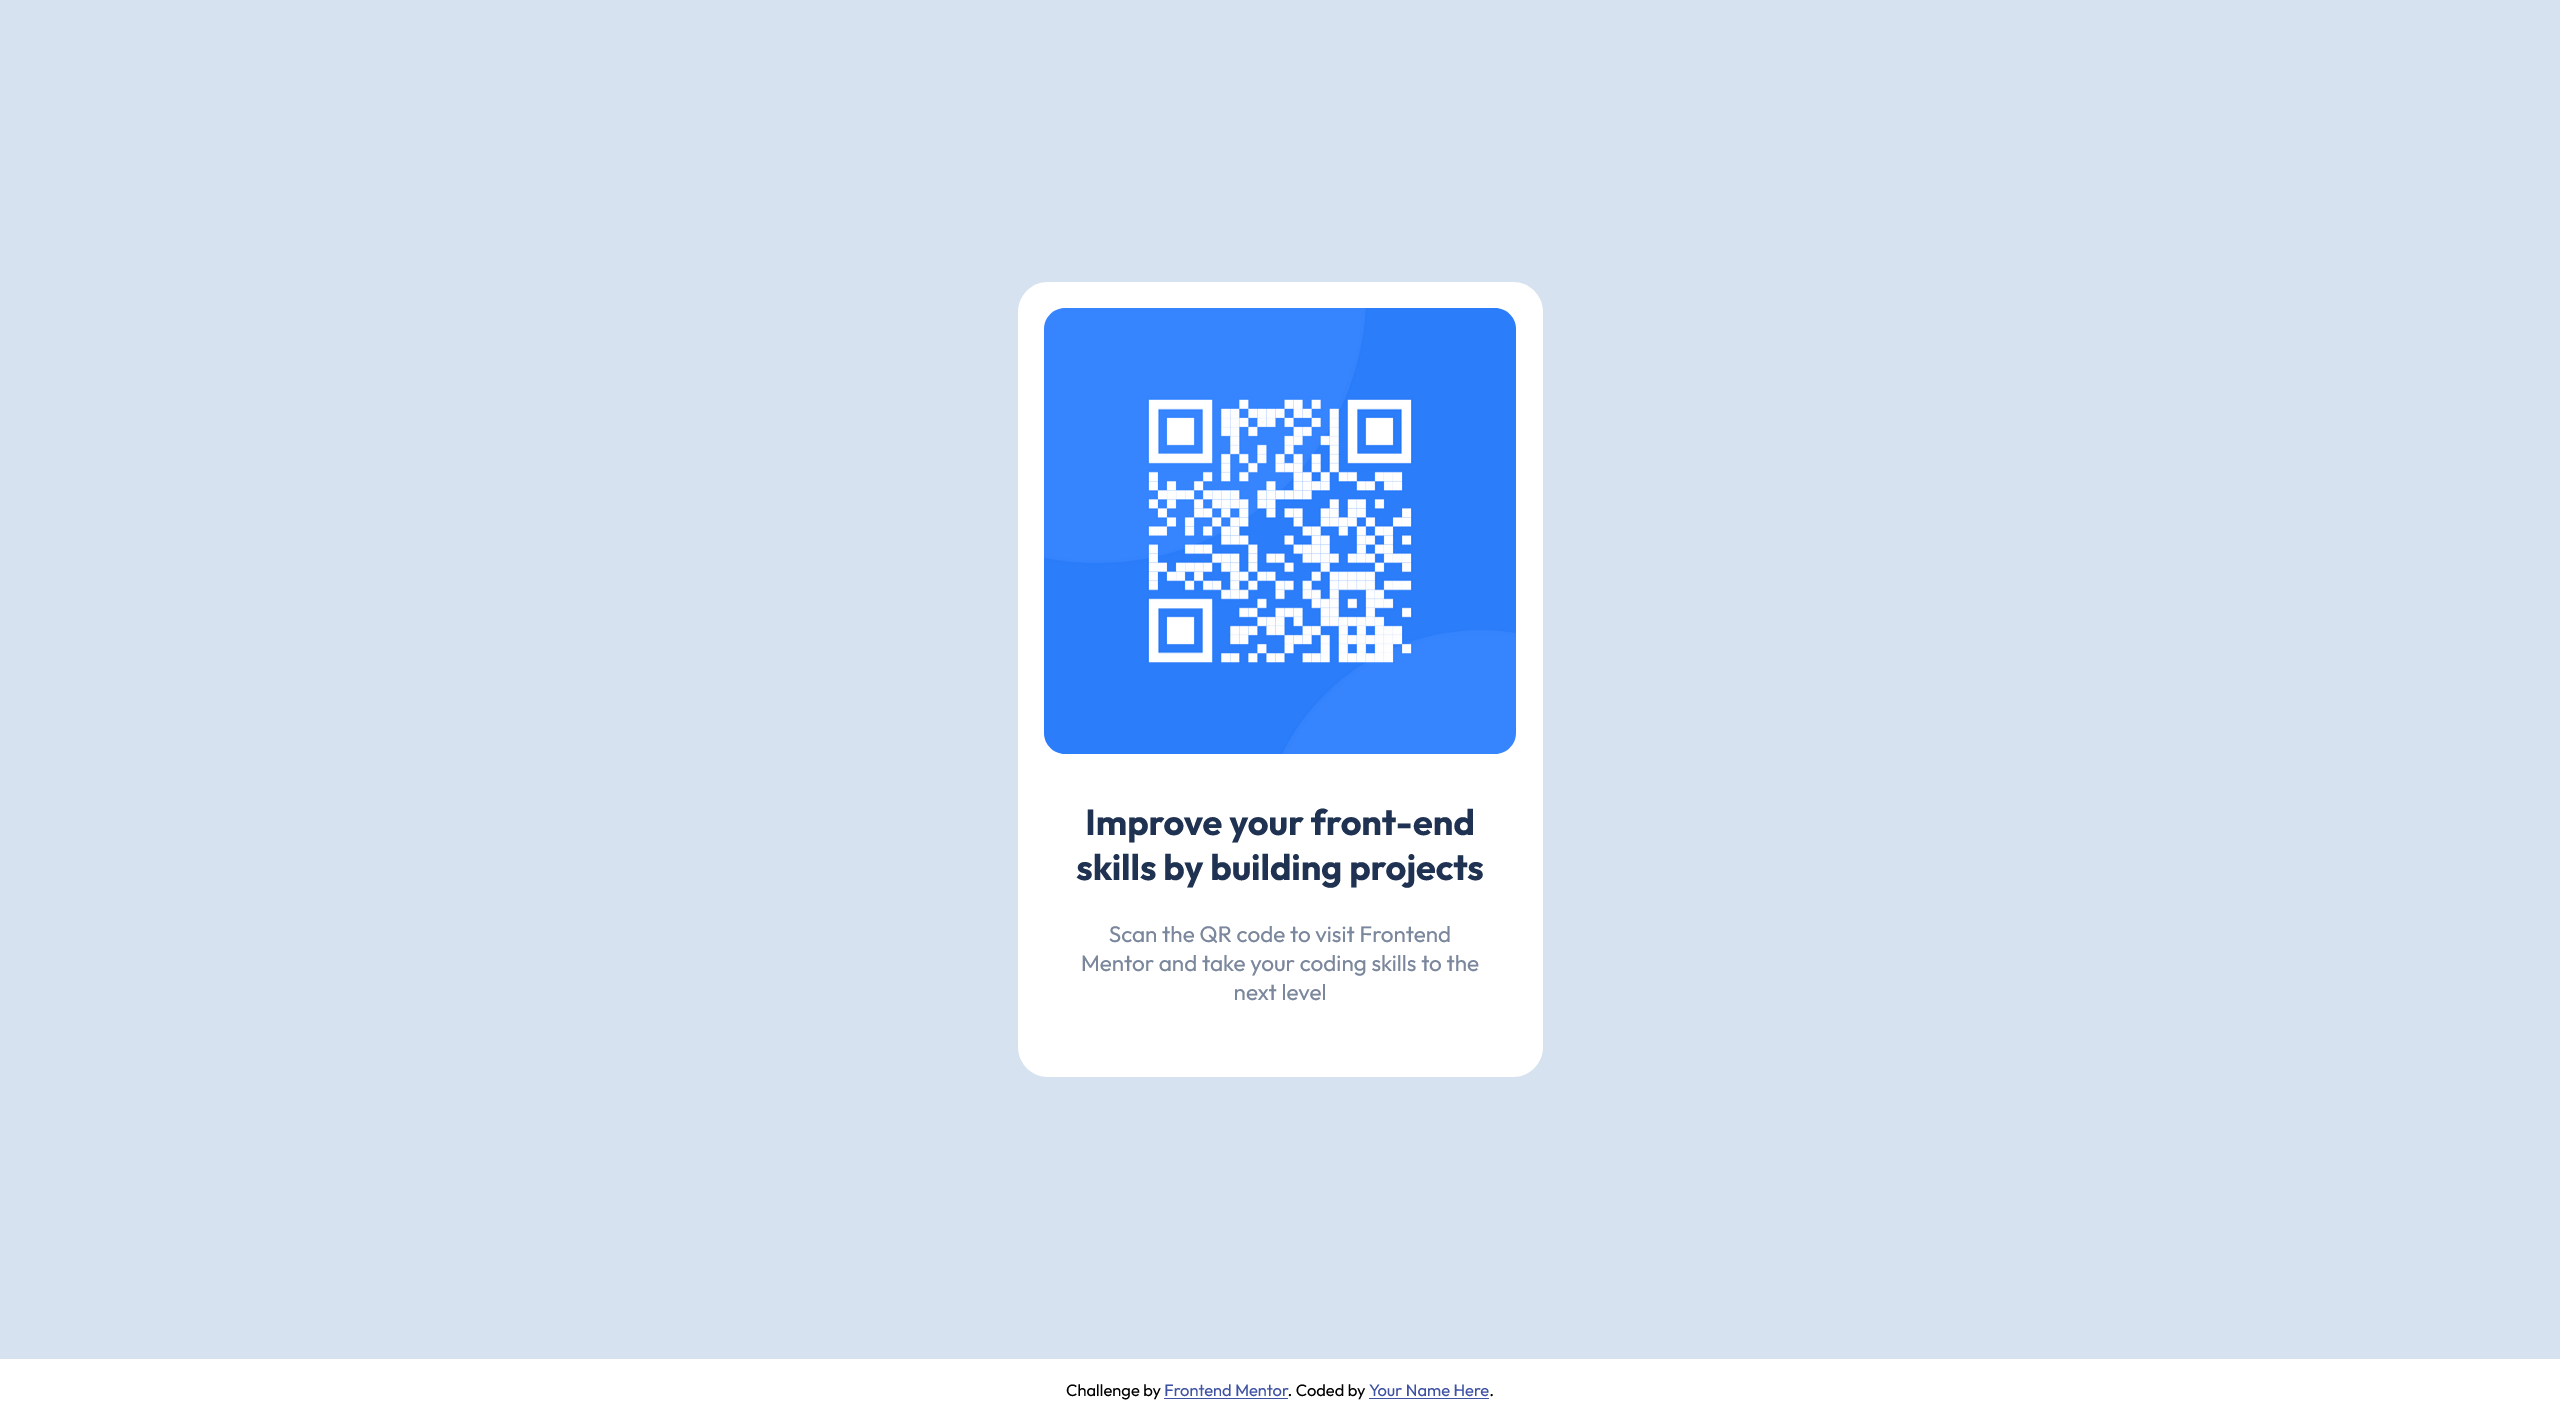 Improve your front-end
skills by building projects
Scan the QR code to visit Frontend
Mentor and take your coding skills to the
next level
Challenge by Frontend Mentor. Coded by Your Name Here.